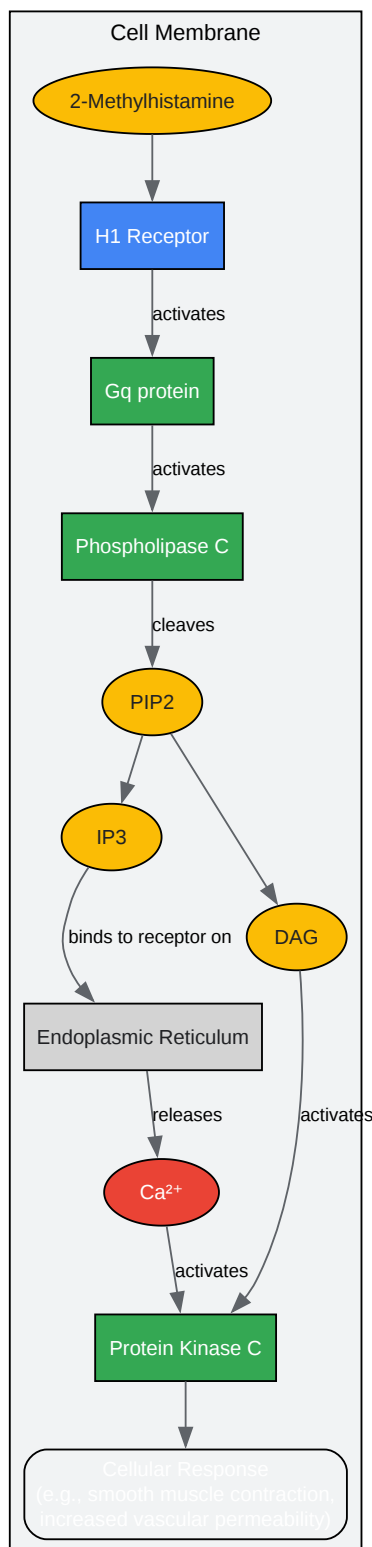 Cell Membrane
2-Methylhistamine
H1 Receptor
activates
Gq protein
activates
Phospholipase C
cleaves
PIP2
IP3
binds to receptor on
DAG
Endoplasmic Reticulum
releases
activates
Ca²⁺
activates
Protein Kinase C
Cellular Response
(e.g., smooth muscle contraction,
increased vascular permeability)